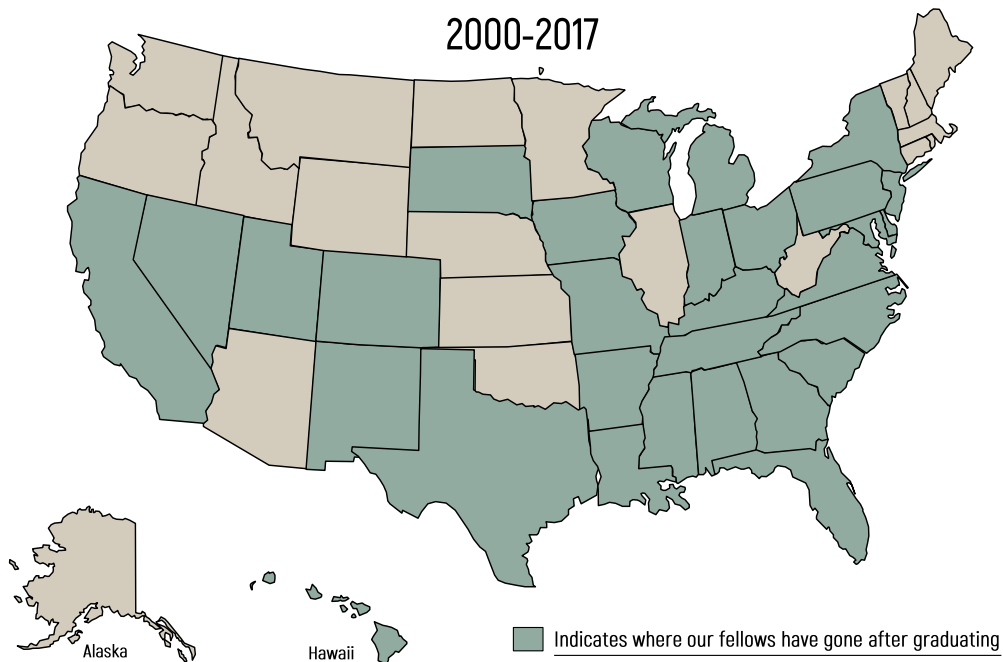 2000-2017
Alaska
Hawaii
Indicates where our fellows have gone after graduating